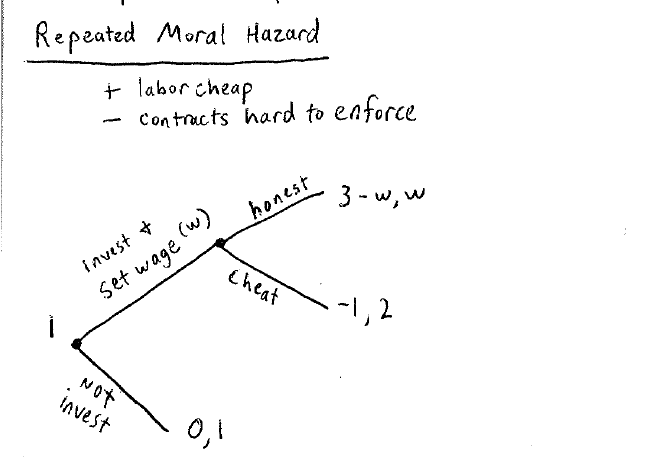 Repeated Moral Hazard
+ labor cheap
- contracts hard to enforce
honest
3 - w, w
invest &
set wage (w)
cheat
-1, 2
1
Not
invest
0, 1